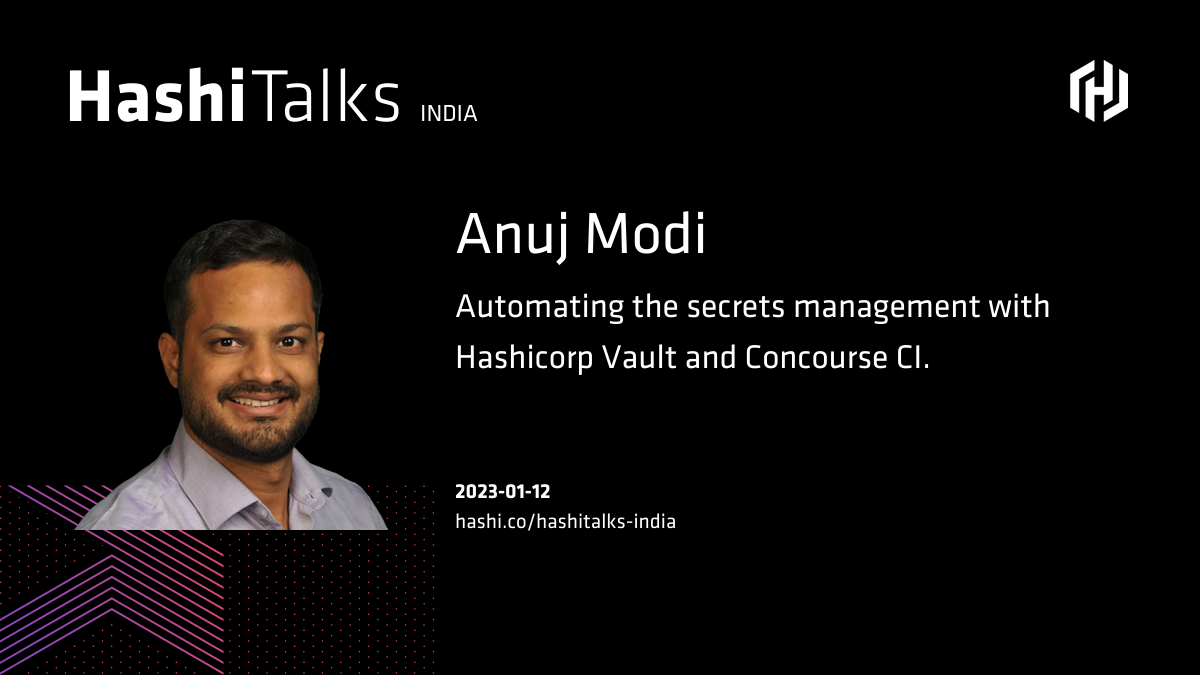 HashiTalks INDIA
Anuj Modi
Automating the secrets management with
Hashicorp Vault and Concourse CI.
2023-01-12
hashi.co/hashitalks-india